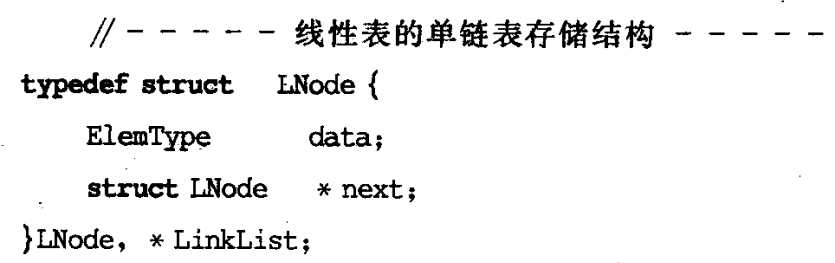 // - - - - - 线性表的单链表存储结构 - - - - -
typedef struct LNode {
ElemType data;
struct LNode * next;
}LNode, * LinkList;